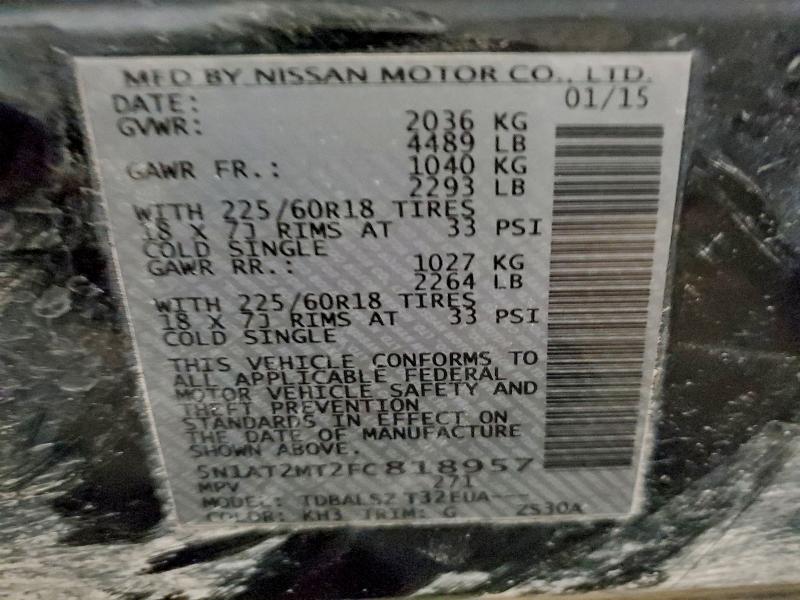 MFD BY NISSAN MOTOR CO., LTD.
DATE: 01/15
GVWR: 2036 KG
4489 LB
GAWR FR.: 1040 KG
2293 LB
WITH 225/60R18 TIRES
18 X 7J RIMS AT 33 PSI
COLD SINGLE
GAWR RR.: 1027 KG
2264 LB
WITH 225/60R18 TIRES
18 X 7J RIMS AT 33 PSI
COLD SINGLE
THIS VEHICLE CONFORMS TO
ALL APPLICABLE FEDERAL
MOTOR VEHICLE SAFETY AND
THEFT PREVENTION
STANDARDS IN EFFECT ON
THE DATE OF MANUFACTURE
SHOWN ABOVE.
5N1AT2MT2FC818957
MPV 271
MODEL: TDBALS2 T32EUA---
COLOR: KH3 TRIM: G ZS30A